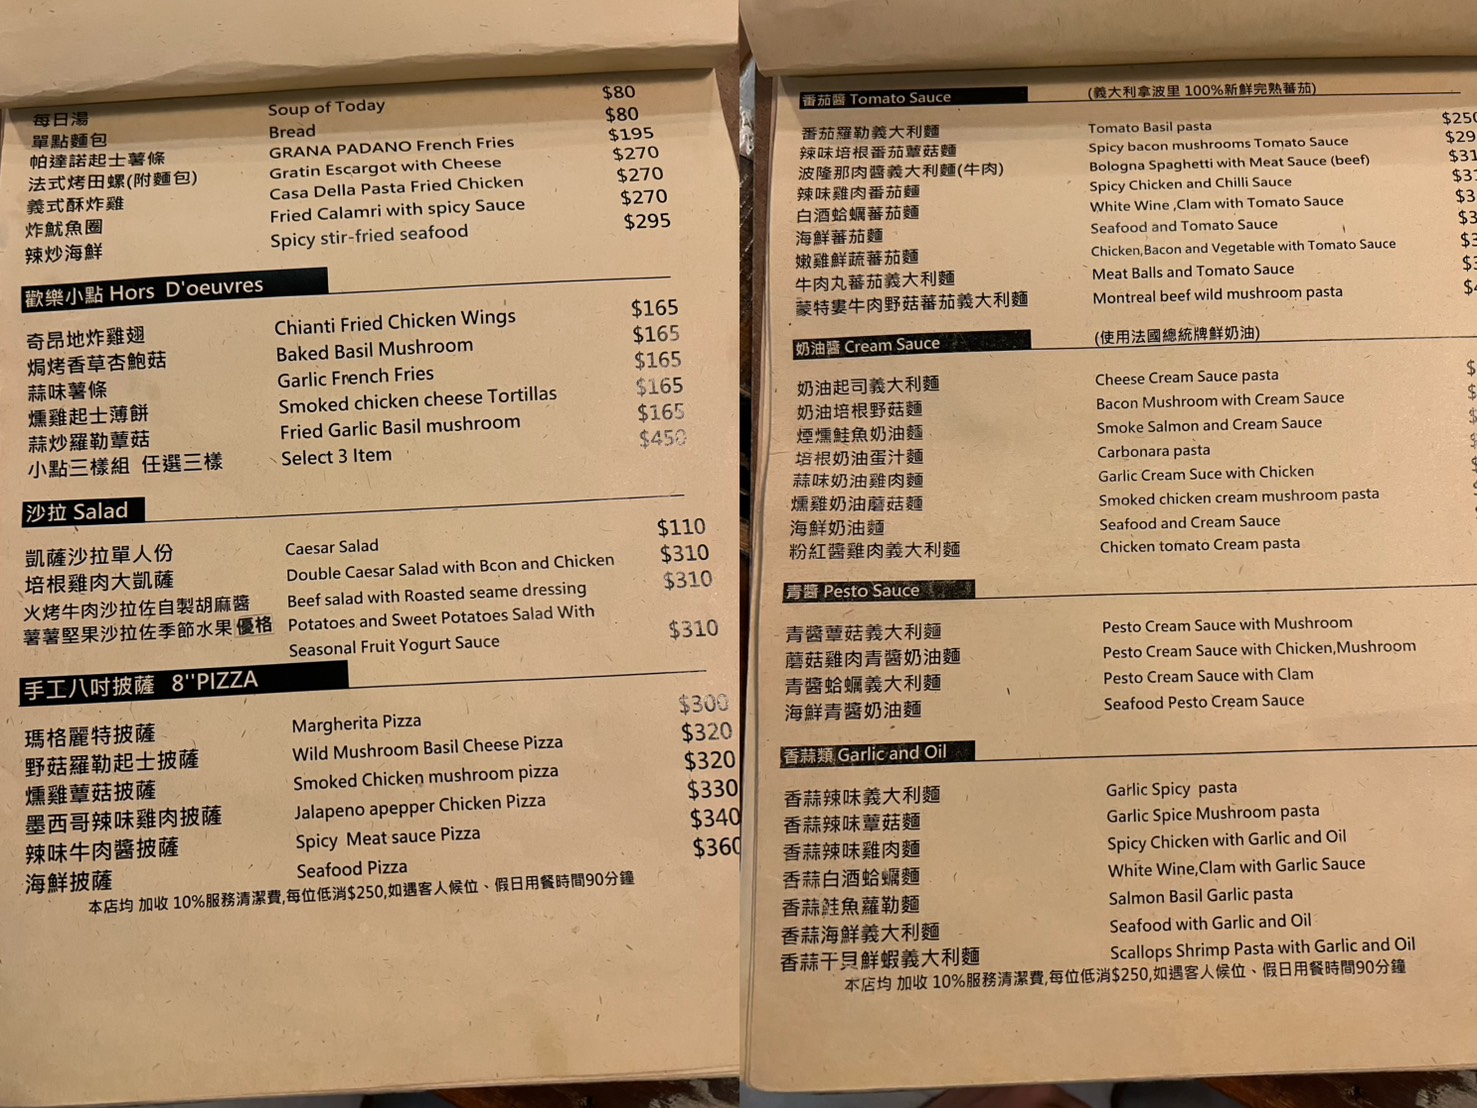 每日湯 Soup of Today $80
單點麵包 Bread $80
帕達諾起士薯條 GRANA PADANO French Fries $195
法式烤田螺(附麵包) Gratin Escargot with Cheese $270
義式酥炸雞 Casa Della Pasta Fried Chicken $270
炸魷魚圈 Fried Calamri with spicy Sauce $270
辣炒海鮮 Spicy stir-fried seafood $295
歡樂小點 Hors D'oeuvres
奇昂地炸雞翅 Chianti Fried Chicken Wings $165
焗烤香草杏鮑菇 Baked Basil Mushroom $165
蒜味薯條 Garlic French Fries $165
燻雞起士薄餅 Smoked chicken cheese Tortillas $165
蒜炒羅勒蕈菇 Fried Garlic Basil mushroom $165
小點三樣組 任選三樣 Select 3 Item $450
沙拉 Salad
凱薩沙拉單人份 Caesar Salad $110
培根雞肉大凱薩 Double Caesar Salad with Bcon and Chicken $310
火烤牛肉沙拉佐自製胡麻醬 Beef salad with Roasted seame dressing $310
薯薯堅果沙拉佐季節水果優格 Potatoes and Sweet Potatoes Salad With
Seasonal Fruit Yogurt Sauce $310
手工八吋披薩 8''PIZZA
瑪格麗特披薩 Margherita Pizza $300
野菇羅勒起士披薩 Wild Mushroom Basil Cheese Pizza $320
燻雞蕈菇披薩 Smoked Chicken mushroom pizza $320
墨西哥辣味雞肉披薩 Jalapeno apepper Chicken Pizza $330
辣味牛肉醬披薩 Spicy Meat sauce Pizza $340
海鮮披薩 Seafood Pizza $360
本店均 加收 10%服務清潔費,每位低消$250,如遇客人候位、假日用餐時間90分鐘
番茄醬 Tomato Sauce (義大利拿波里 100%新鮮完熟蕃茄)
番茄羅勒義大利麵 Tomato Basil pasta $250
辣味培根番茄蕈菇麵 Spicy bacon mushrooms Tomato Sauce
波隆那肉醬義大利麵(牛肉) Bologna Spaghetti with Meat Sauce (beef)
辣味雞肉番茄麵 Spicy Chicken and Chilli Sauce
白酒蛤蠣蕃茄麵 White Wine ,Clam with Tomato Sauce
海鮮蕃茄麵 Seafood and Tomato Sauce
嫩雞鮮蔬蕃茄麵 Chicken,Bacon and Vegetable with Tomato Sauce
牛肉丸蕃茄義大利麵 Meat Balls and Tomato Sauce
蒙特婁牛肉野菇蕃茄義大利麵 Montreal beef wild mushroom pasta
奶油醬 Cream Sauce (使用法國總統牌鮮奶油)
奶油起司義大利麵 Cheese Cream Sauce pasta
奶油培根野菇麵 Bacon Mushroom with Cream Sauce
煙燻鮭魚奶油麵 Smoke Salmon and Cream Sauce
培根奶油蛋汁麵 Carbonara pasta
蒜味奶油雞肉麵 Garlic Cream Suce with Chicken
燻雞奶油蘑菇麵 Smoked chicken cream mushroom pasta
海鮮奶油麵 Seafood and Cream Sauce
粉紅醬雞肉義大利麵 Chicken tomato Cream pasta
青醬 Pesto Sauce
青醬蕈菇義大利麵 Pesto Cream Sauce with Mushroom
蘑菇雞肉青醬奶油麵 Pesto Cream Sauce with Chicken,Mushroom
青醬蛤蠣義大利麵 Pesto Cream Sauce with Clam
海鮮青醬奶油麵 Seafood Pesto Cream Sauce
香蒜類 Garlic and Oil
香蒜辣味義大利麵 Garlic Spicy pasta
香蒜辣味蕈菇麵 Garlic Spice Mushroom pasta
香蒜辣味雞肉麵 Spicy Chicken with Garlic and Oil
香蒜白酒蛤蠣麵 White Wine,Clam with Garlic Sauce
香蒜鮭魚蘿勒麵 Salmon Basil Garlic pasta
香蒜海鮮義大利麵 Seafood with Garlic and Oil
香蒜干貝鮮蝦義大利麵 Scallops Shrimp Pasta with Garlic and Oil
本店均 加收 10%服務清潔費,每位低消$250,如遇客人候位、假日用餐時間90分鐘